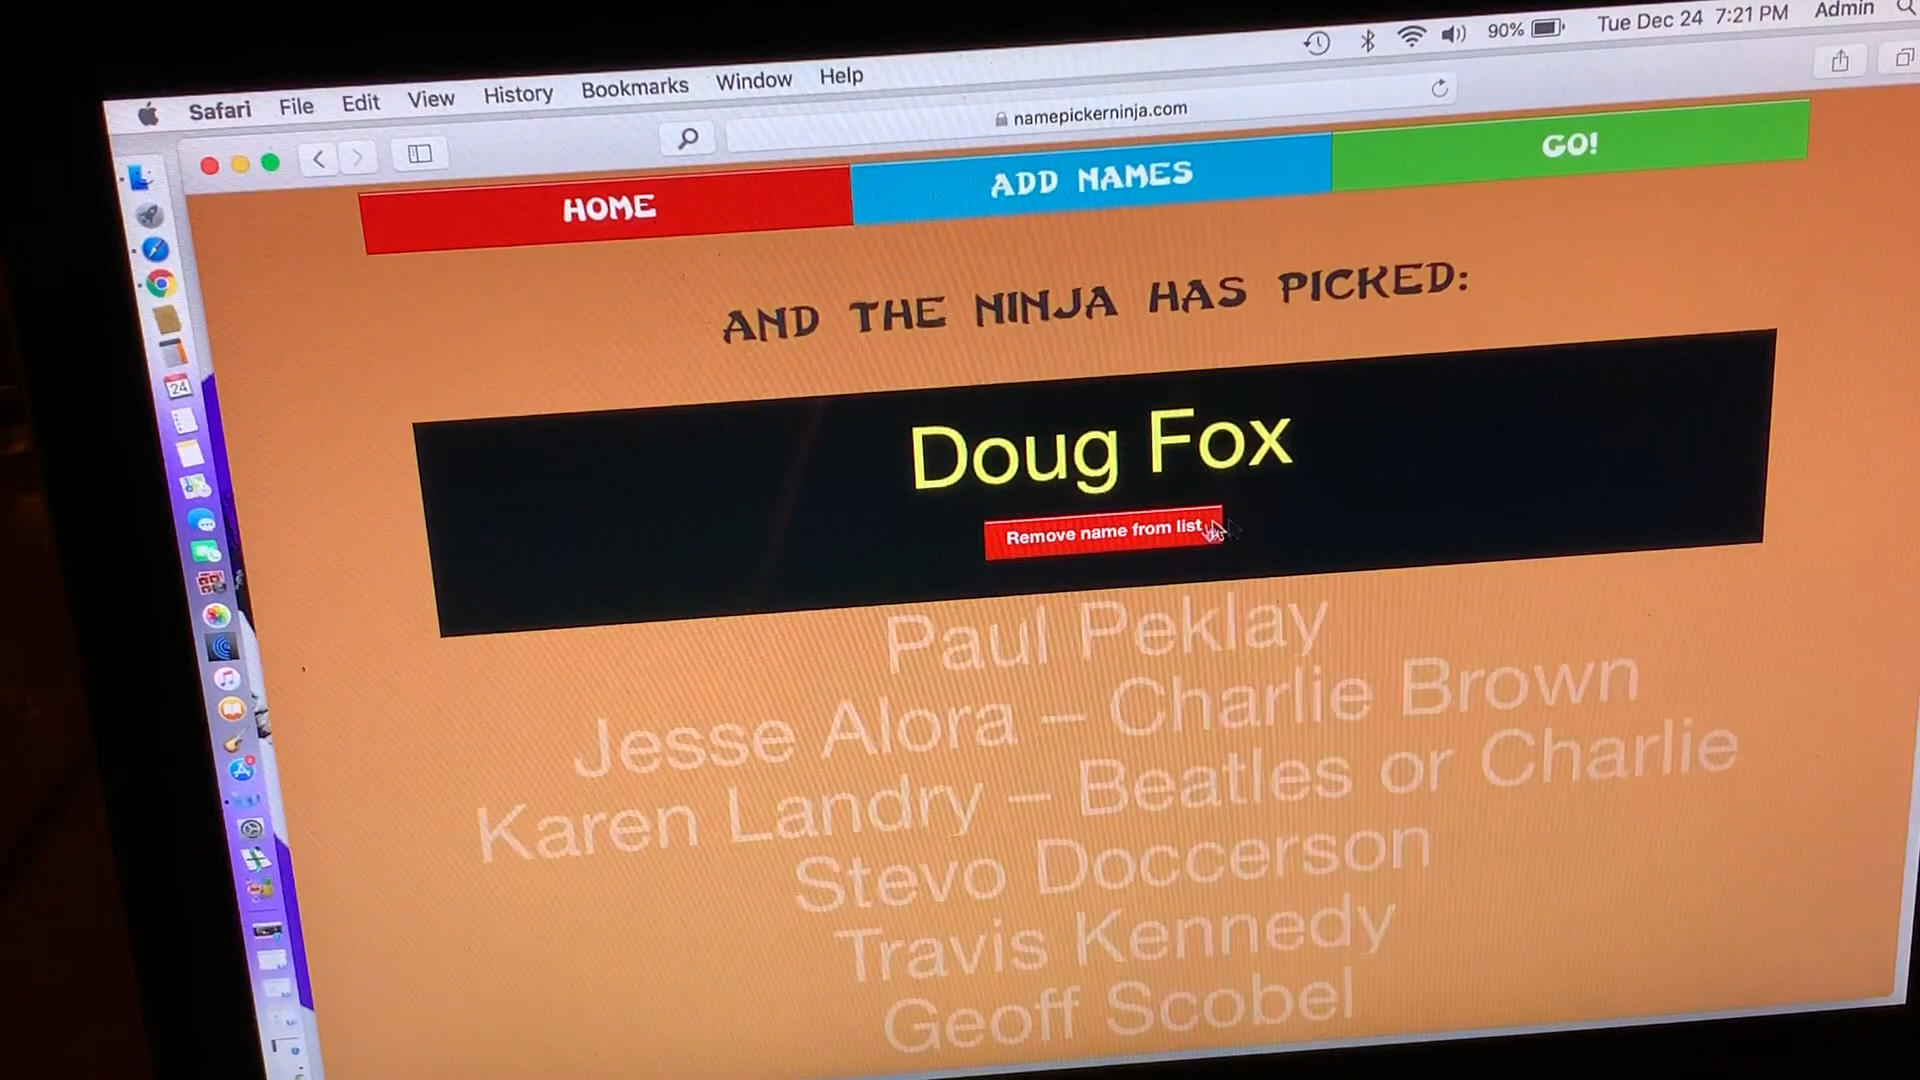 Safari File Edit View History Bookmarks Window Help 90% Tue Dec 24 7:21 PM Admin
namepickerninja.com
HOME ADD NAMES GO!
AND THE NINJA HAS PICKED:
Doug Fox
Remove name from list
Paul Peklay
Jesse Alora – Charlie Brown
Karen Landry – Beatles or Charlie
Stevo Doccerson
Travis Kennedy
Geoff Scobel
24